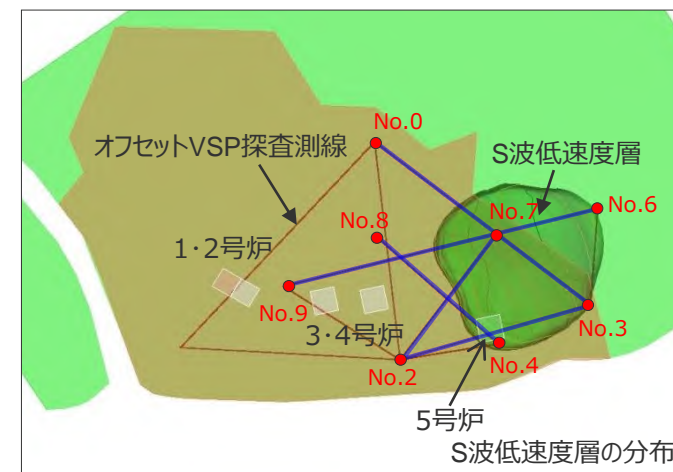 No.0
オフセットVSP探査測線
S波低速度層
No.6
No.7
No.8
1・2号炉
No.9
3・4号炉
No.3
No.2
No.4
5号炉
S波低速度層の分布